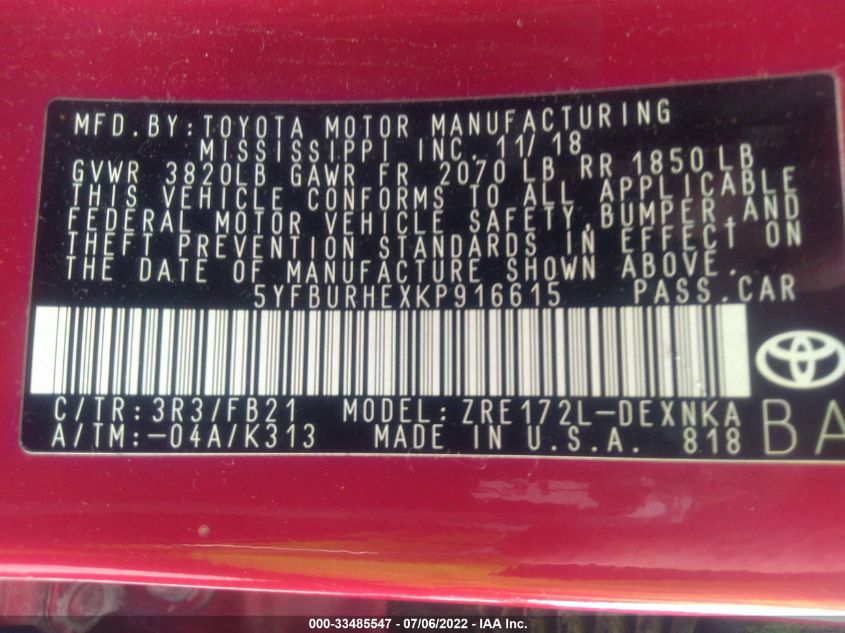 MFD.BY:TOYOTA MOTOR MANUFACTURING
MISSISSIPPI INC. 11/18
GVWR 3820LB GAWR FR 2070 LB RR 1850 LB
THIS VEHICLE CONFORMS TO ALL APPLICABLE
FEDERAL MOTOR VEHICLE SAFETY,BUMPER,AND
THEFT PREVENTION STANDARDS IN EFFECT ON
THE DATE OF MANUFACTURE SHOWN ABOVE.
5YFBURHEXKP916615 PASS.CAR
C/TR:3R3/FB21 MODEL:ZRE172L-DEXNKA
A/TM:-04A/K313 MADE IN U.S.A. 818
BA
000-33485547 - 07/06/2022 - IAA Inc.